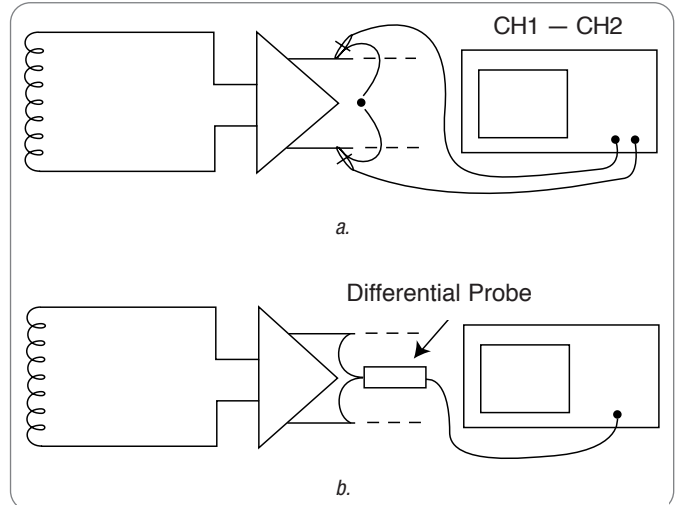 CH1 — CH2
a.
Differential Probe
b.